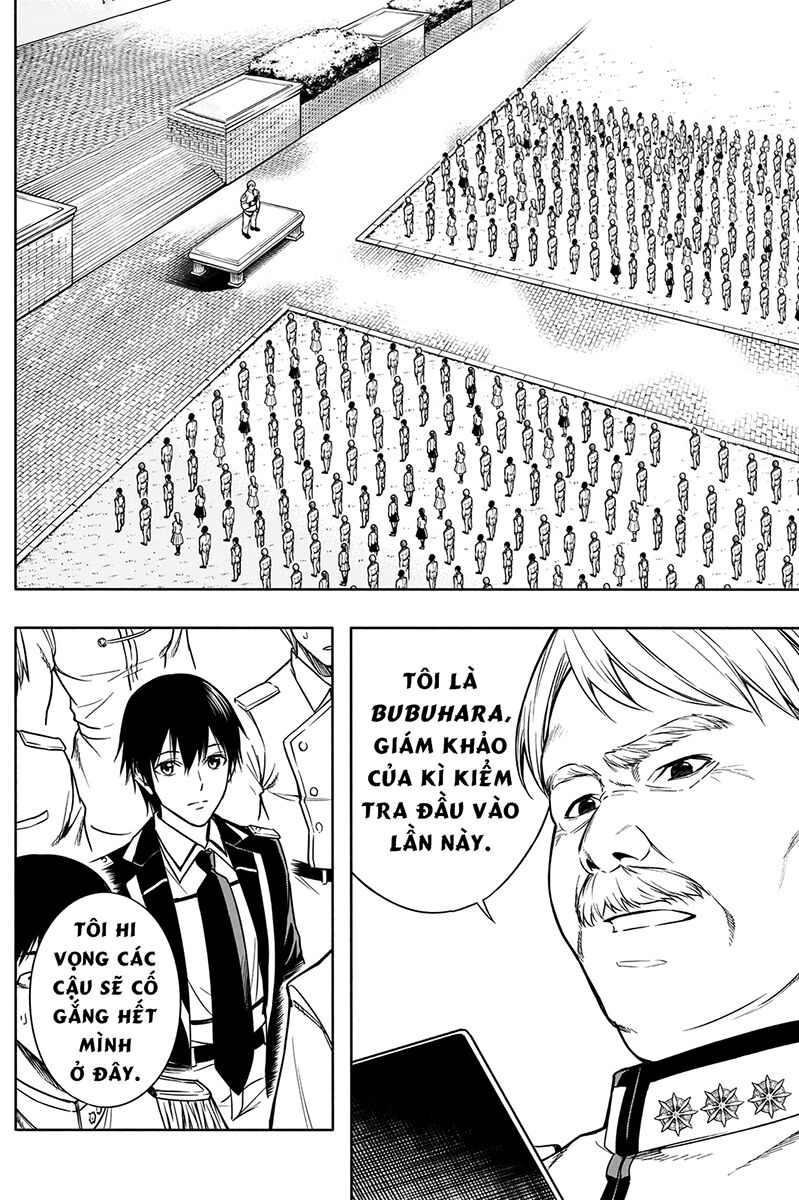 TÔI LÀ
BUBUHARA,
GIÁM KHẢO
CỦA KÌ KIỂM
TRA ĐẦU VÀO
LẦN NÀY.
TÔI HI
VỌNG CÁC
CẬU SẼ CỐ
GẮNG HẾT
MÌNH
Ở ĐÂY.